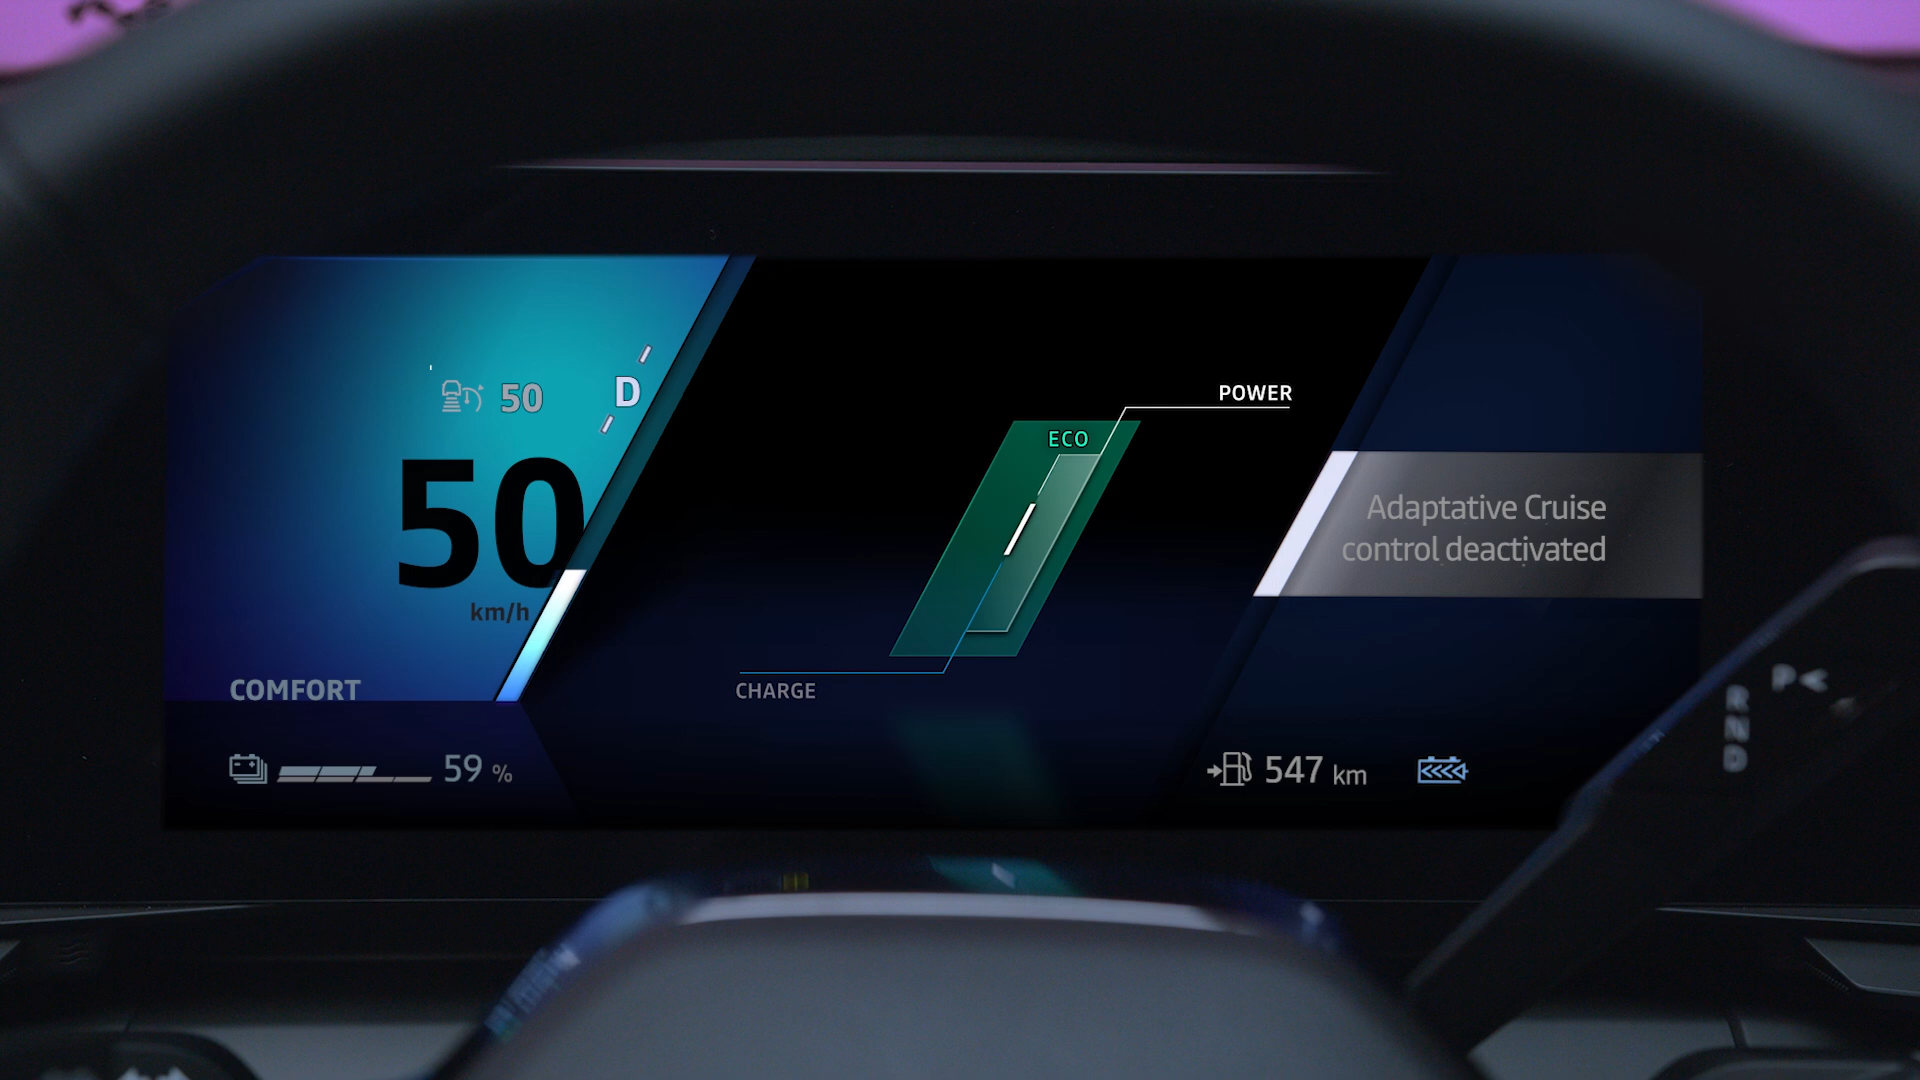 50
D
50
km/h
COMFORT
59 %
POWER
ECO
CHARGE
Adaptative Cruise
control deactivated
547 km
P
R
N
D